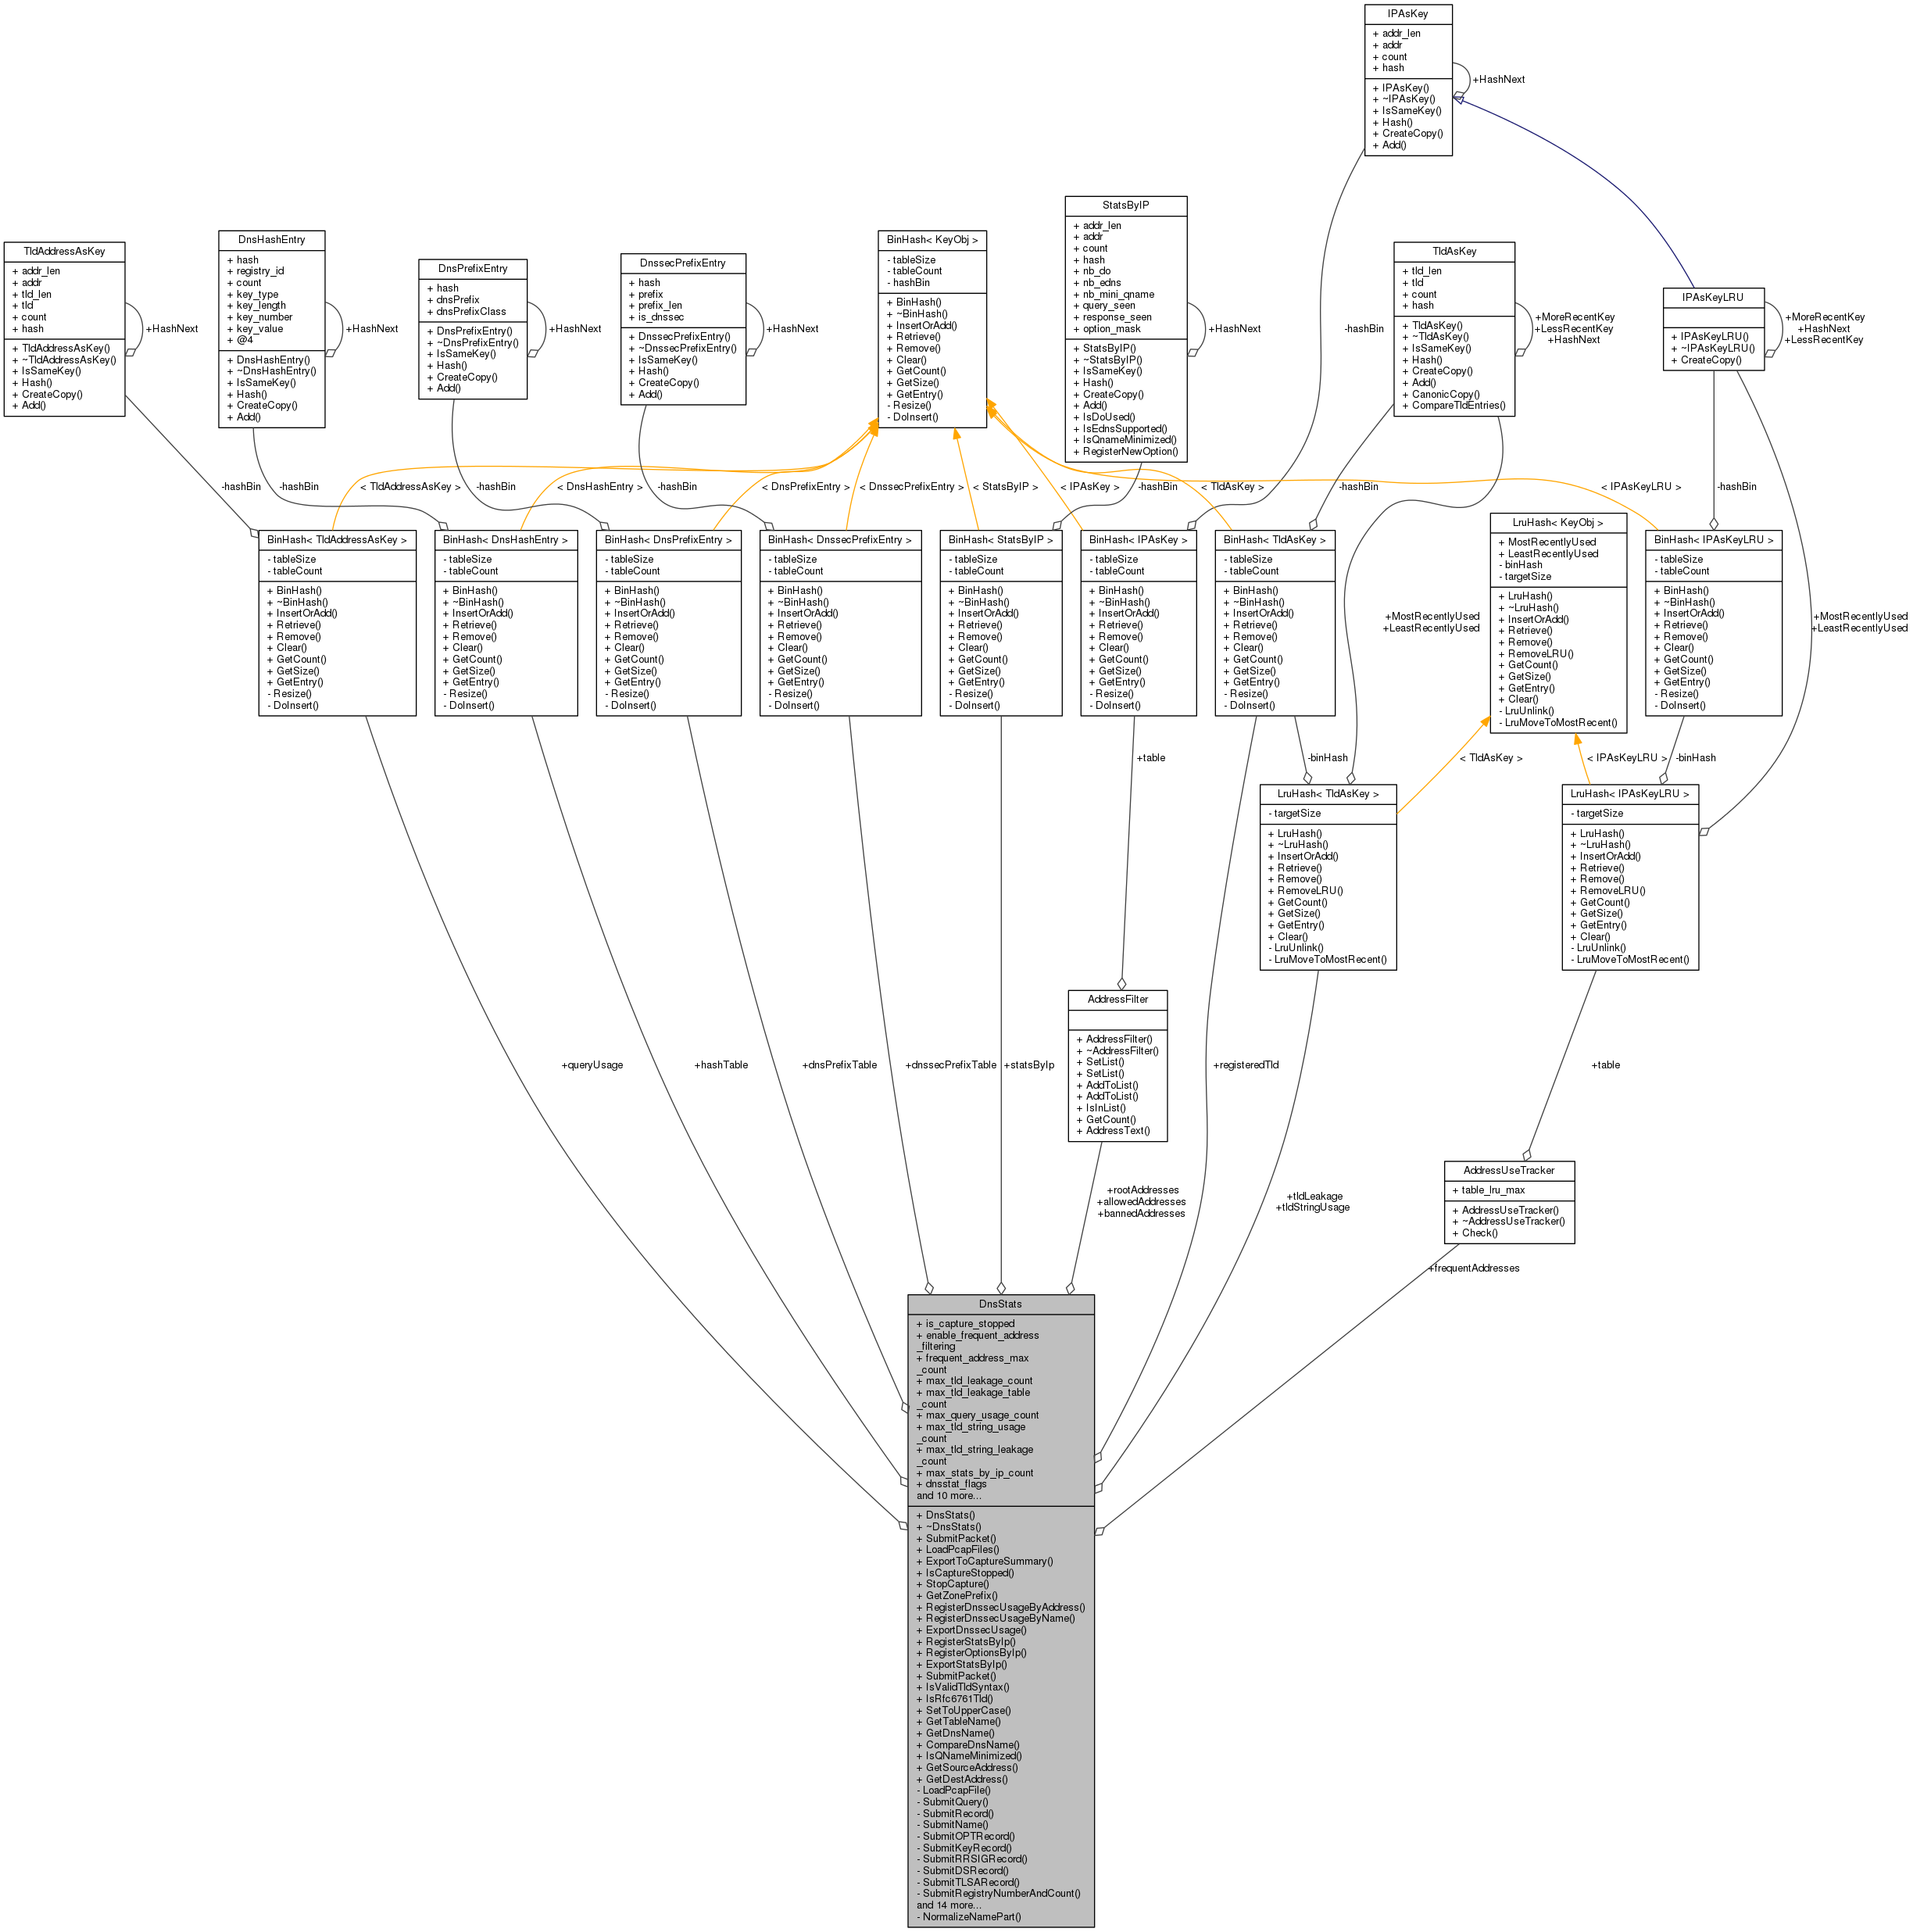 IPAsKey
+ addr_len
+ addr
+ count
+ hash
+ IPAsKey()
+ ~IPAsKey()
+ IsSameKey()
+ Hash()
+ CreateCopy()
+ Add()
+HashNext
StatsByIP
+ addr_len
+ addr
+ count
+ hash
+ nb_do
+ nb_edns
+ nb_mini_qname
+ query_seen
+ response_seen
+ option_mask
+ StatsByIP()
+ ~StatsByIP()
+ IsSameKey()
+ Hash()
+ CreateCopy()
+ Add()
+ IsDoUsed()
+ IsEdnsSupported()
+ IsQnameMinimized()
+ RegisterNewOption()
+HashNext
TldAddressAsKey
+ addr_len
+ addr
+ tld_len
+ tld
+ count
+ hash
+ TldAddressAsKey()
+ ~TldAddressAsKey()
+ IsSameKey()
+ Hash()
+ CreateCopy()
+ Add()
+HashNext
DnsHashEntry
+ hash
+ registry_id
+ count
+ key_type
+ key_length
+ key_number
+ key_value
+ @4
+ DnsHashEntry()
+ ~DnsHashEntry()
+ IsSameKey()
+ Hash()
+ CreateCopy()
+ Add()
+HashNext
DnsPrefixEntry
+ hash
+ dnsPrefix
+ dnsPrefixClass
+ DnsPrefixEntry()
+ ~DnsPrefixEntry()
+ IsSameKey()
+ Hash()
+ CreateCopy()
+ Add()
+HashNext
DnssecPrefixEntry
+ hash
+ prefix
+ prefix_len
+ is_dnssec
+ DnssecPrefixEntry()
+ ~DnssecPrefixEntry()
+ IsSameKey()
+ Hash()
+ CreateCopy()
+ Add()
+HashNext
BinHash< KeyObj >
- tableSize
- tableCount
- hashBin
+ BinHash()
+ ~BinHash()
+ InsertOrAdd()
+ Retrieve()
+ Remove()
+ Clear()
+ GetCount()
+ GetSize()
+ GetEntry()
- Resize()
- DoInsert()
TldAsKey
+ tld_len
+ tld
+ count
+ hash
+ TldAsKey()
+ ~TldAsKey()
+ IsSameKey()
+ Hash()
+ CreateCopy()
+ Add()
+ CanonicCopy()
+ CompareTldEntries()
+MoreRecentKey
+LessRecentKey
+HashNext
IPAsKeyLRU
+ IPAsKeyLRU()
+ ~IPAsKeyLRU()
+ CreateCopy()
+MoreRecentKey
+HashNext
+LessRecentKey
-hashBin
-hashBin
< TldAddressAsKey >
-hashBin
< DnsHashEntry >
-hashBin
< DnsPrefixEntry >
-hashBin
< DnssecPrefixEntry >
< StatsByIP >
< IPAsKey >
-hashBin
< TldAsKey >
-hashBin
< IPAsKeyLRU >
-hashBin
BinHash< TldAddressAsKey >
- tableSize
- tableCount
+ BinHash()
+ ~BinHash()
+ InsertOrAdd()
+ Retrieve()
+ Remove()
+ Clear()
+ GetCount()
+ GetSize()
+ GetEntry()
- Resize()
- DoInsert()
BinHash< DnsHashEntry >
- tableSize
- tableCount
+ BinHash()
+ ~BinHash()
+ InsertOrAdd()
+ Retrieve()
+ Remove()
+ Clear()
+ GetCount()
+ GetSize()
+ GetEntry()
- Resize()
- DoInsert()
BinHash< DnsPrefixEntry >
- tableSize
- tableCount
+ BinHash()
+ ~BinHash()
+ InsertOrAdd()
+ Retrieve()
+ Remove()
+ Clear()
+ GetCount()
+ GetSize()
+ GetEntry()
- Resize()
- DoInsert()
BinHash< DnssecPrefixEntry >
- tableSize
- tableCount
+ BinHash()
+ ~BinHash()
+ InsertOrAdd()
+ Retrieve()
+ Remove()
+ Clear()
+ GetCount()
+ GetSize()
+ GetEntry()
- Resize()
- DoInsert()
BinHash< StatsByIP >
- tableSize
- tableCount
+ BinHash()
+ ~BinHash()
+ InsertOrAdd()
+ Retrieve()
+ Remove()
+ Clear()
+ GetCount()
+ GetSize()
+ GetEntry()
- Resize()
- DoInsert()
BinHash< IPAsKey >
- tableSize
- tableCount
+ BinHash()
+ ~BinHash()
+ InsertOrAdd()
+ Retrieve()
+ Remove()
+ Clear()
+ GetCount()
+ GetSize()
+ GetEntry()
- Resize()
- DoInsert()
BinHash< TldAsKey >
- tableSize
- tableCount
+ BinHash()
+ ~BinHash()
+ InsertOrAdd()
+ Retrieve()
+ Remove()
+ Clear()
+ GetCount()
+ GetSize()
+ GetEntry()
- Resize()
- DoInsert()
+MostRecentlyUsed
+LeastRecentlyUsed
LruHash< KeyObj >
+ MostRecentlyUsed
+ LeastRecentlyUsed
- binHash
- targetSize
+ LruHash()
+ ~LruHash()
+ InsertOrAdd()
+ Retrieve()
+ Remove()
+ RemoveLRU()
+ GetCount()
+ GetSize()
+ GetEntry()
+ Clear()
- LruUnlink()
- LruMoveToMostRecent()
BinHash< IPAsKeyLRU >
- tableSize
- tableCount
+ BinHash()
+ ~BinHash()
+ InsertOrAdd()
+ Retrieve()
+ Remove()
+ Clear()
+ GetCount()
+ GetSize()
+ GetEntry()
- Resize()
- DoInsert()
+MostRecentlyUsed
+LeastRecentlyUsed
+table
-binHash
< TldAsKey >
< IPAsKeyLRU >
-binHash
LruHash< TldAsKey >
- targetSize
+ LruHash()
+ ~LruHash()
+ InsertOrAdd()
+ Retrieve()
+ Remove()
+ RemoveLRU()
+ GetCount()
+ GetSize()
+ GetEntry()
+ Clear()
- LruUnlink()
- LruMoveToMostRecent()
LruHash< IPAsKeyLRU >
- targetSize
+ LruHash()
+ ~LruHash()
+ InsertOrAdd()
+ Retrieve()
+ Remove()
+ RemoveLRU()
+ GetCount()
+ GetSize()
+ GetEntry()
+ Clear()
- LruUnlink()
- LruMoveToMostRecent()
AddressFilter
+ AddressFilter()
+ ~AddressFilter()
+ SetList()
+ SetList()
+ AddToList()
+ AddToList()
+ IsInList()
+ GetCount()
+ AddressText()
+queryUsage
+hashTable
+dnsPrefixTable
+dnssecPrefixTable
+statsByIp
+registeredTld
+table
+rootAddresses
+allowedAddresses
+bannedAddresses
+tldLeakage
+tldStringUsage
AddressUseTracker
+ table_lru_max
+ AddressUseTracker()
+ ~AddressUseTracker()
+ Check()
+frequentAddresses
DnsStats
+ is_capture_stopped
+ enable_frequent_address
_filtering
+ frequent_address_max
_count
+ max_tld_leakage_count
+ max_tld_leakage_table
_count
+ max_query_usage_count
+ max_tld_string_usage
_count
+ max_tld_string_leakage
_count
+ max_stats_by_ip_count
+ dnsstat_flags
and 10 more...
+ DnsStats()
+ ~DnsStats()
+ SubmitPacket()
+ LoadPcapFiles()
+ ExportToCaptureSummary()
+ IsCaptureStopped()
+ StopCapture()
+ GetZonePrefix()
+ RegisterDnssecUsageByAddress()
+ RegisterDnssecUsageByName()
+ ExportDnssecUsage()
+ RegisterStatsByIp()
+ RegisterOptionsByIp()
+ ExportStatsByIp()
+ SubmitPacket()
+ IsValidTldSyntax()
+ IsRfc6761Tld()
+ SetToUpperCase()
+ GetTableName()
+ GetDnsName()
+ CompareDnsName()
+ IsQNameMinimized()
+ GetSourceAddress()
+ GetDestAddress()
- LoadPcapFile()
- SubmitQuery()
- SubmitRecord()
- SubmitName()
- SubmitOPTRecord()
- SubmitKeyRecord()
- SubmitRRSIGRecord()
- SubmitDSRecord()
- SubmitTLSARecord()
- SubmitRegistryNumberAndCount()
and 14 more...
- NormalizeNamePart()